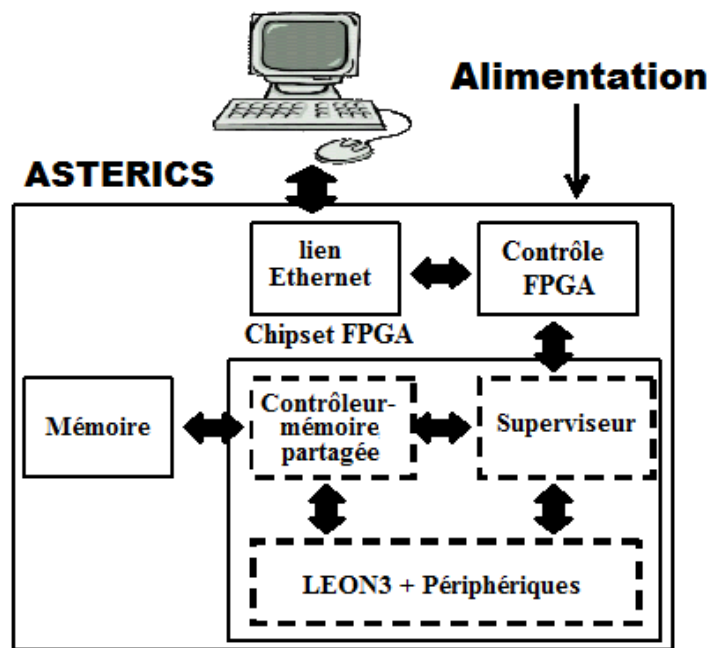 Alimentation
ASTERICS
lien
Ethernet
Contrôle
FPGA
Chipset FPGA
Mémoire
Contrôleur-
mémoire
partagée
Superviseur
LEON3 + Périphériques